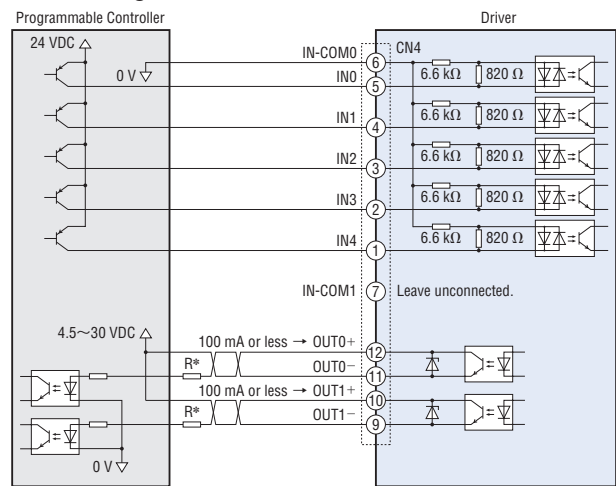 Programmable Controller
Driver
24 VDC
0 V
IN-COM0
6
CN4
6.6 kΩ
820 Ω
IN0
5
6.6 kΩ
820 Ω
IN1
4
6.6 kΩ
820 Ω
IN2
3
6.6 kΩ
820 Ω
IN3
2
6.6 kΩ
820 Ω
IN4
1
IN-COM1
7
Leave unconnected.
4.5~30 VDC
100 mA or less → OUT0+
12
R*
OUT0−
11
100 mA or less → OUT1+
10
R*
OUT1−
9
0 V